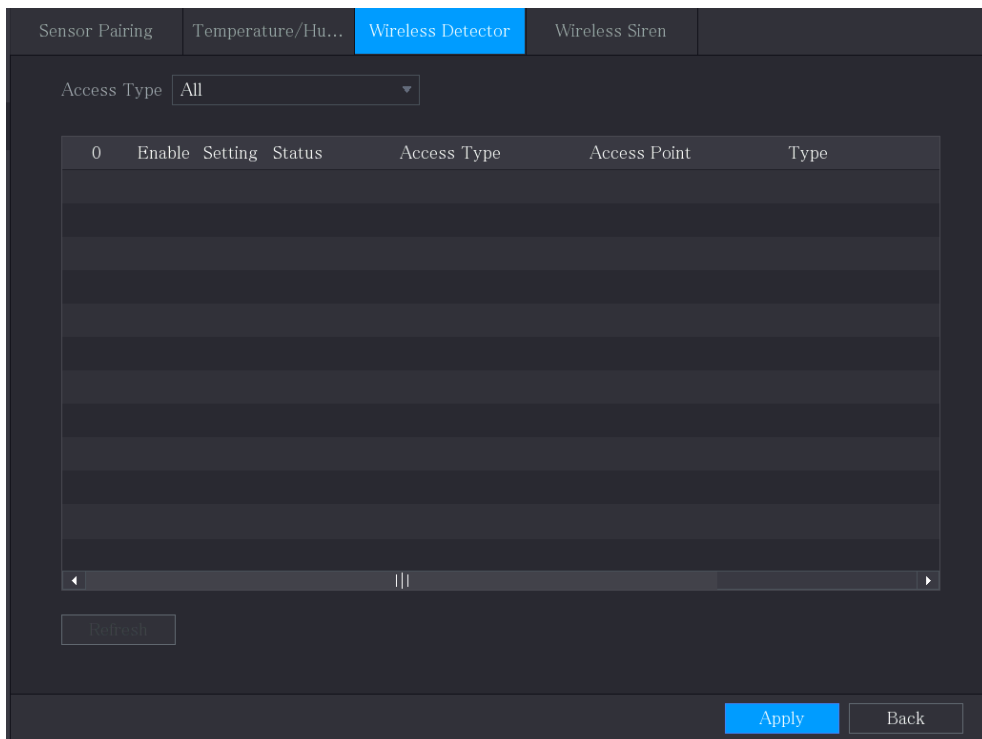 Sensor Pairing Temperature/Hu... Wireless Detector Wireless Siren
Access Type All
0 Enable Setting Status Access Type Access Point Type
Refresh
Apply Back